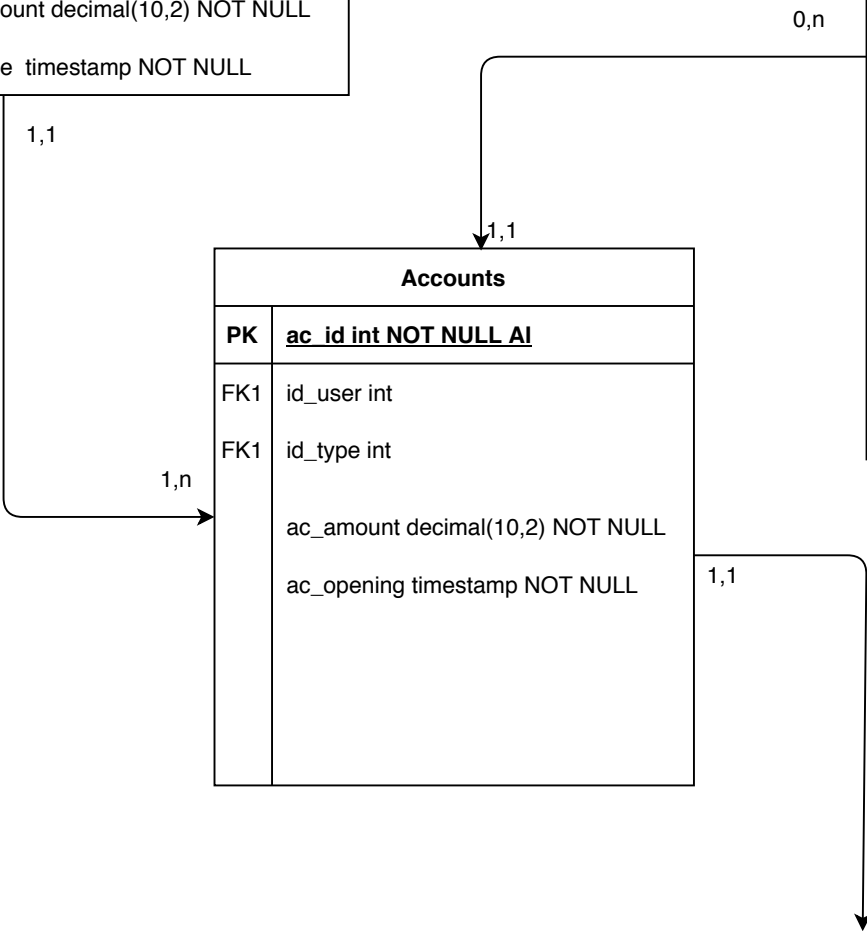 ount decimal(10,2) NOT NULL
0,n
e timestamp NOT NULL
1,1
1,1
Accounts
PK ac_id int NOT NULL AI
FK1 id_user int
FK1 id_type int
1,n
ac_amount decimal(10,2) NOT NULL
1,1
ac_opening timestamp NOT NULL